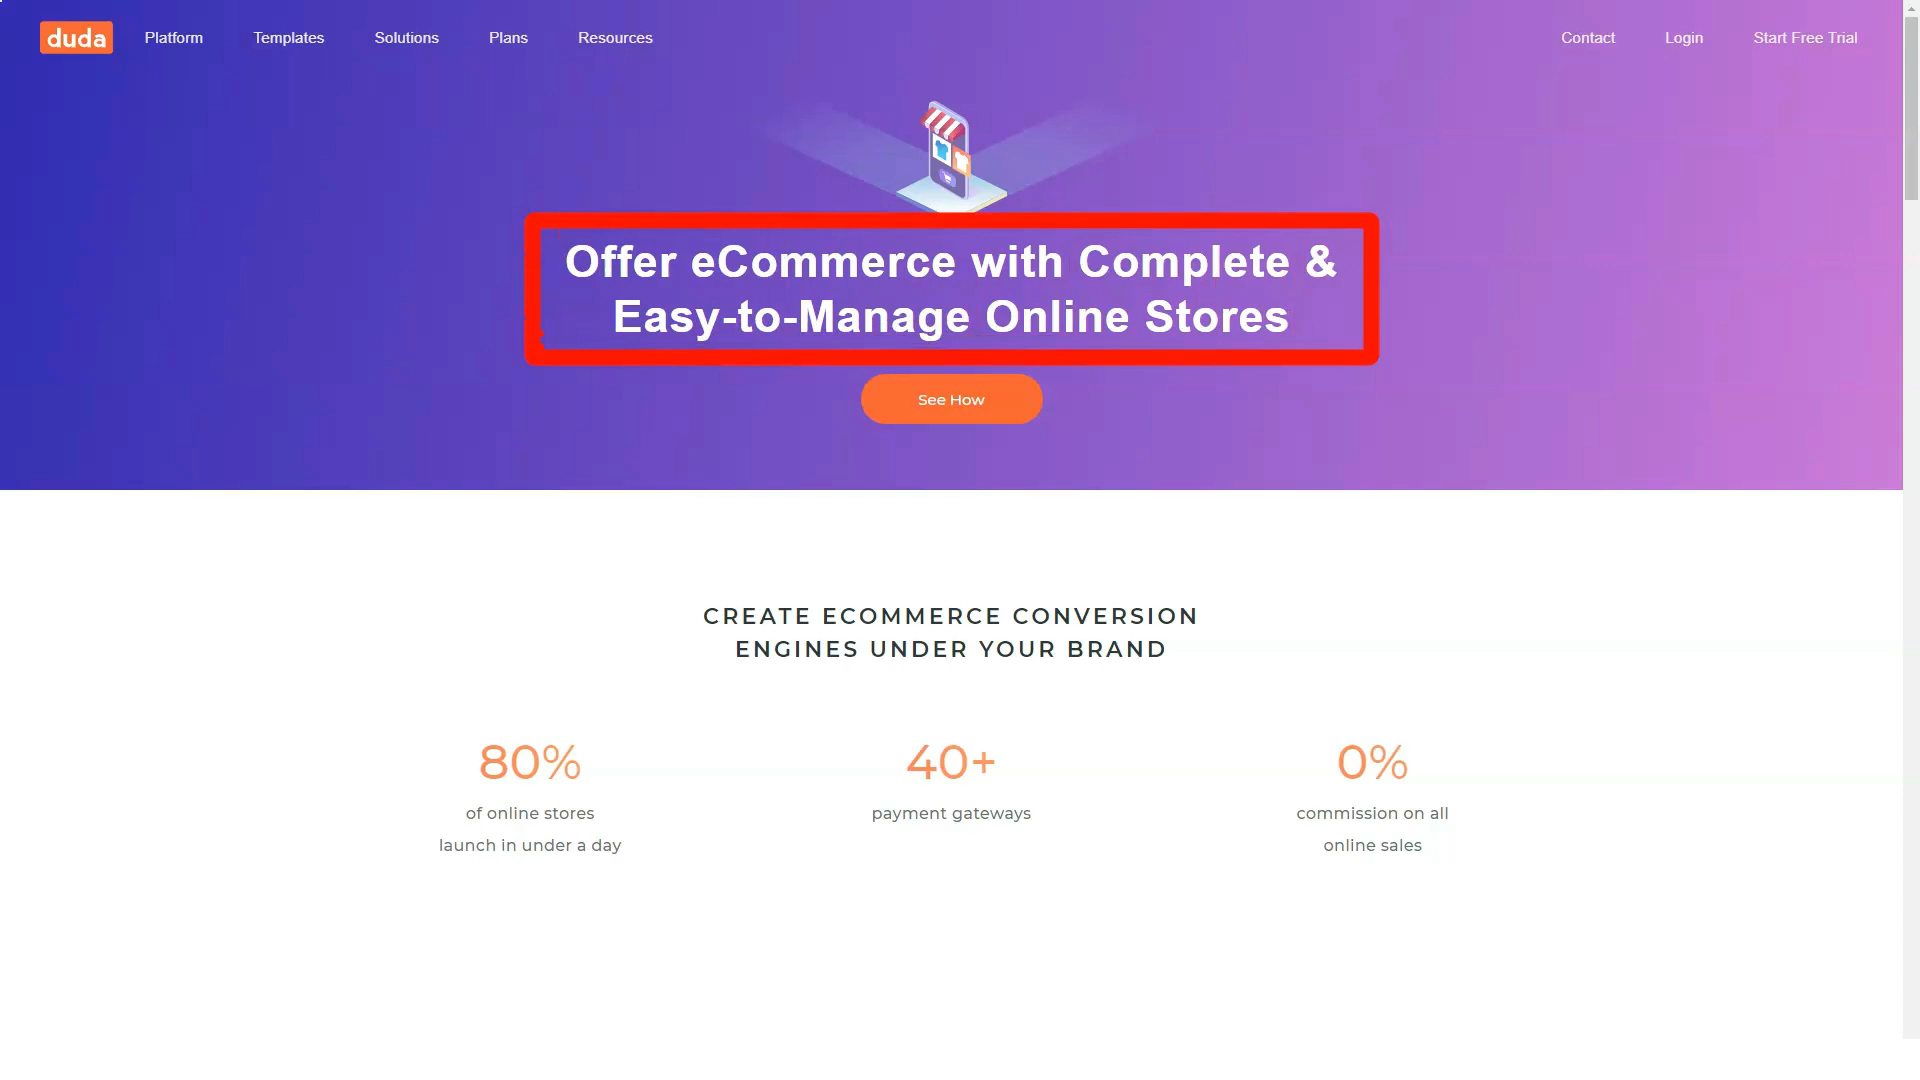 duda Platform Templates Solutions Plans Resources Contact Login Start Free Trial
Offer eCommerce with Complete &
Easy-to-Manage Online Stores
See How
CREATE ECOMMERCE CONVERSION
ENGINES UNDER YOUR BRAND
80% 40+ 0%
of online stores payment gateways commission on all
launch in under a day online sales